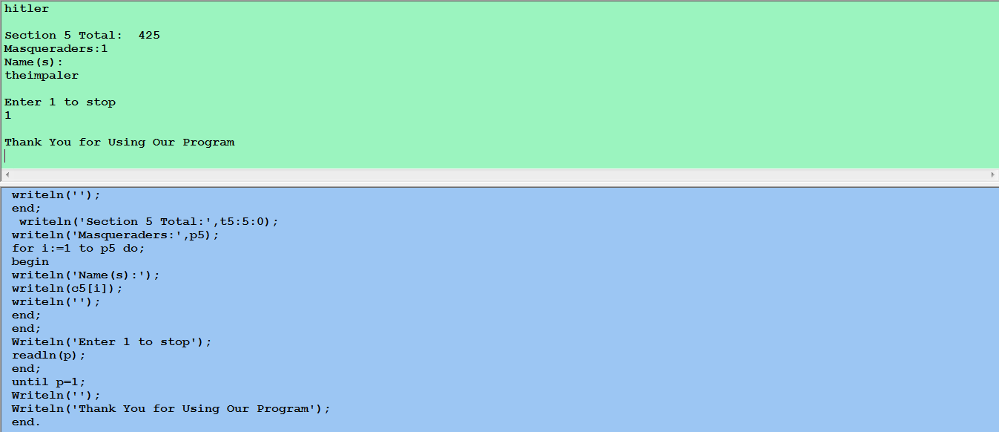 hitler
Section 5 Total:  425
Masqueraders:1
Name(s):
theimpaler
Enter 1 to stop
1
Thank You for Using Our Program
writeln('');
end;
writeln('Section 5 Total:',t5:5:0);
writeln('Masqueraders:',p5);
for i:=1 to p5 do;
begin
writeln('Name(s):');
writeln(c5[i]);
writeln('');
end;
end;
Writeln('Enter 1 to stop');
readln(p);
end;
until p=1;
Writeln('');
Writeln('Thank You for Using Our Program');
end.